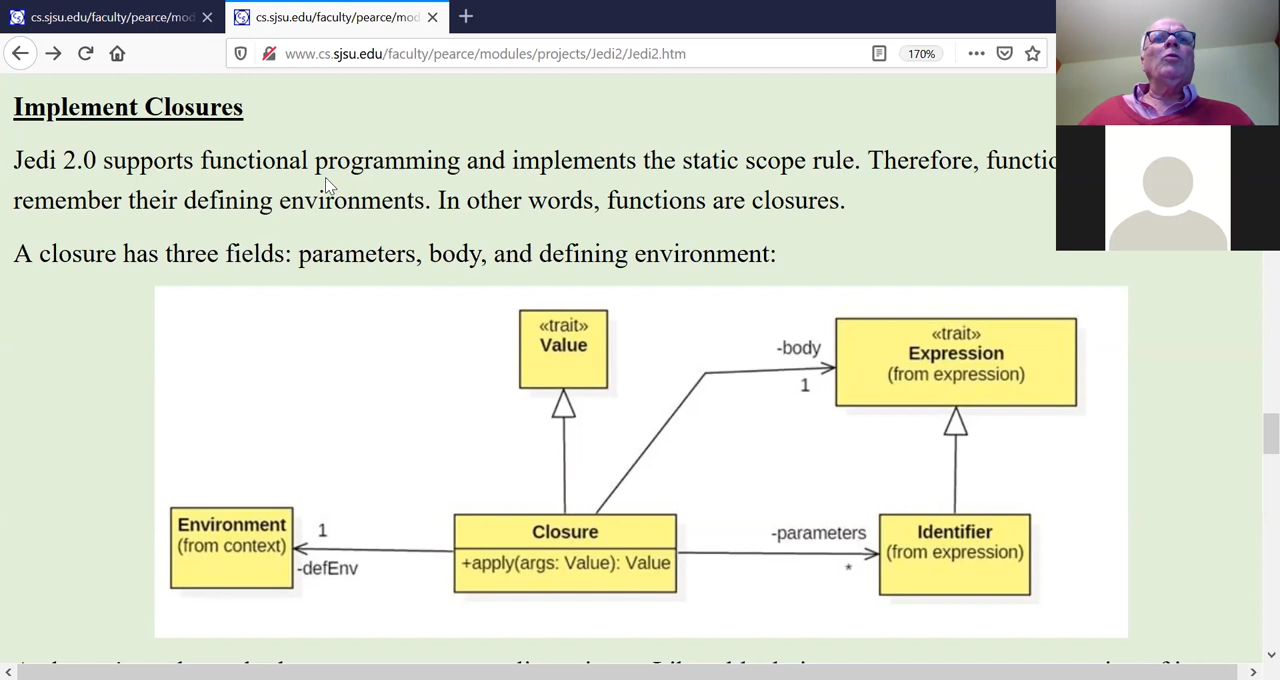 cs.sjsu.edu/faculty/pearce/mod
cs.sjsu.edu/faculty/pearce/mod
www.cs.sjsu.edu/faculty/pearce/modules/projects/Jedi2/Jedi2.htm
170%
Implement Closures
Jedi 2.0 supports functional programming and implements the static scope rule. Therefore,
remember their defining environments. In other words, functions are closures.
A closure has three fields: parameters, body, and defining environment:
«trait»
Value
-body
1
«trait»
Expression
(from expression)
Environment
(from context)
1
-defEnv
Closure
+apply(args: Value): Value
-parameters
*
Identifier
(from expression)